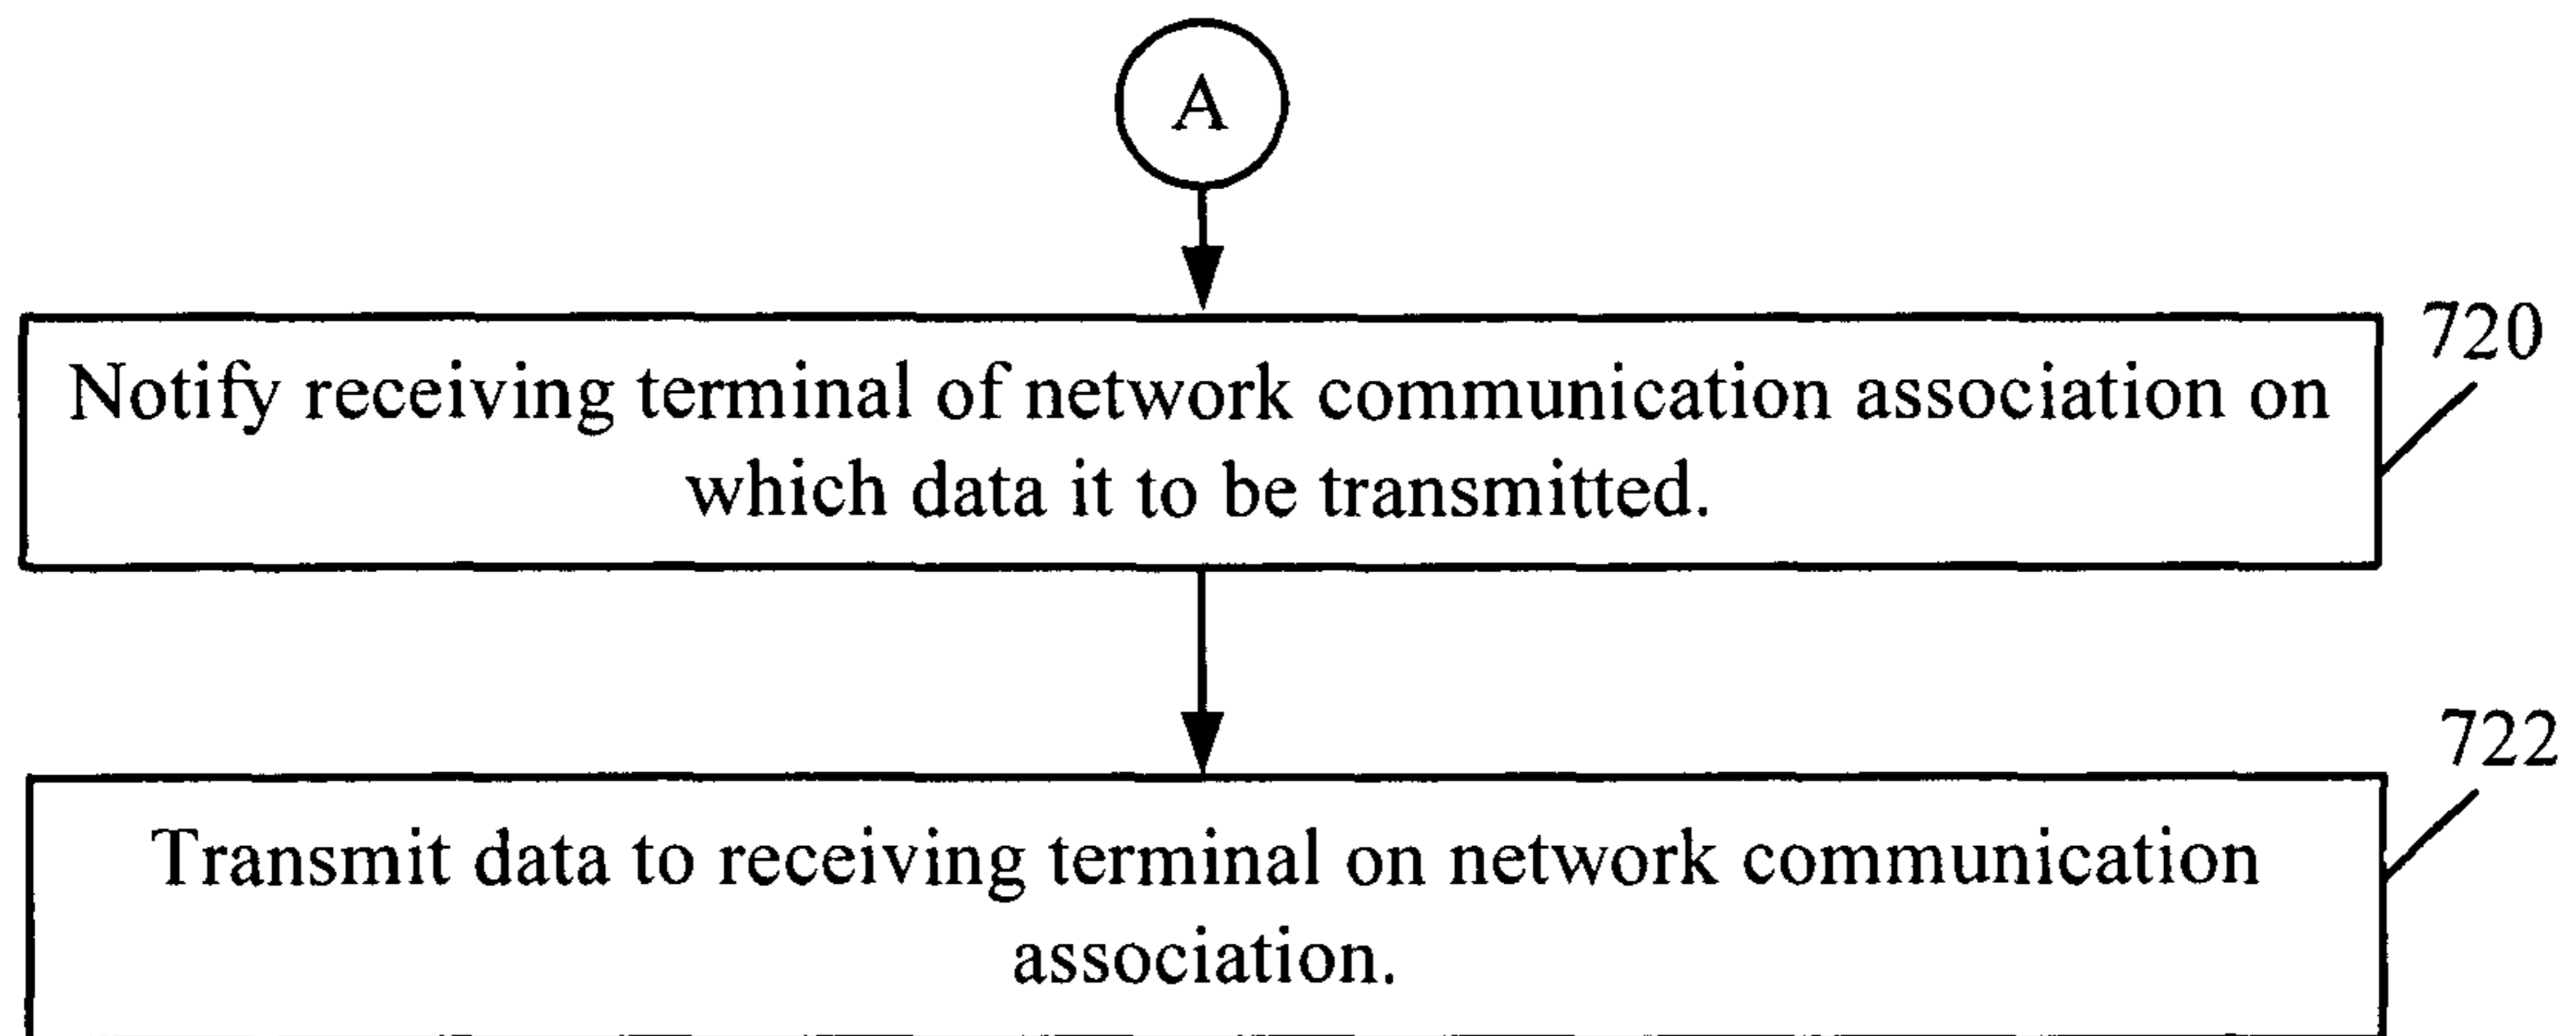 A
720
Notify receiving terminal of network communication association on
which data it to be transmitted.
722
Transmit data to receiving terminal on network communication
association.